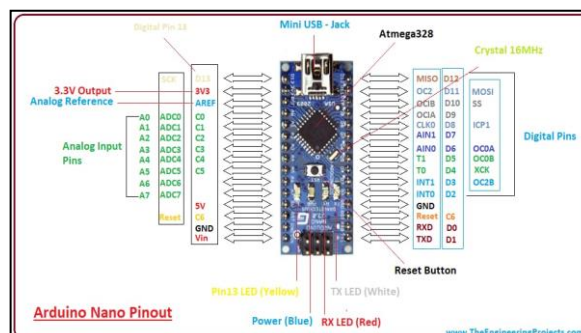 Mini USB - Jack
Digital Pin 13
Atmega328
Crystal 16MHz
SCK D13
3.3V Output 3V3
Analog Reference AREF
A0 ADC0 C0
A1 ADC1 C1
A2 ADC2 C2
A3 ADC3 C3
A4 ADC4 C4
A5 ADC5 C5
A6 ADC6
A7 ADC7
Analog Input
Pins
5V
Reset C6
GND
Vin
MISO D12
OC2 D11 MOSI
OCIB D10 SS
OCIA D9
CLK0 D8 ICP1
AIN1 D7
AIN0 D6 OC0A
T1 D5 OC0B
T0 D4 XCK
INT1 D3 OC2B
INT0 D2
GND
Reset C6
RXD D0
TXD D1
Digital Pins
Reset Button
Pin13 LED (Yellow)
TX LED (White)
Power (Blue)
RX LED (Red)
Arduino Nano Pinout
www.TheEngineeringProjects.com